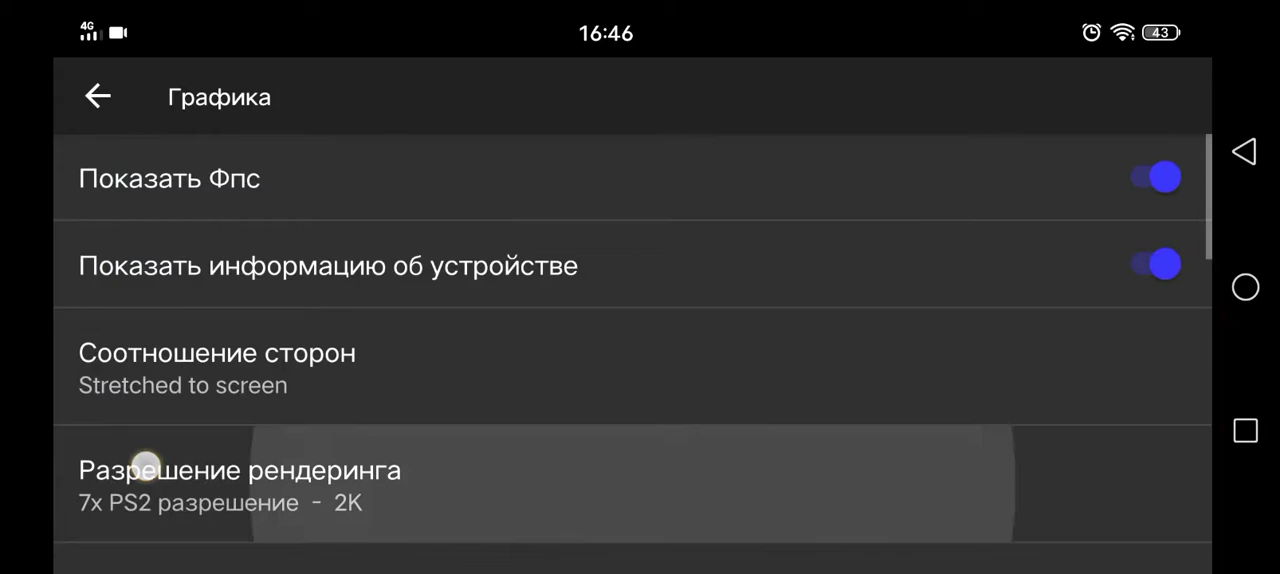 4G
16:46
43
Графика
Показать Фпс
Показать информацию об устройстве
Соотношение сторон
Stretched to screen
Разрешение рендеринга
7x PS2 разрешение - 2K